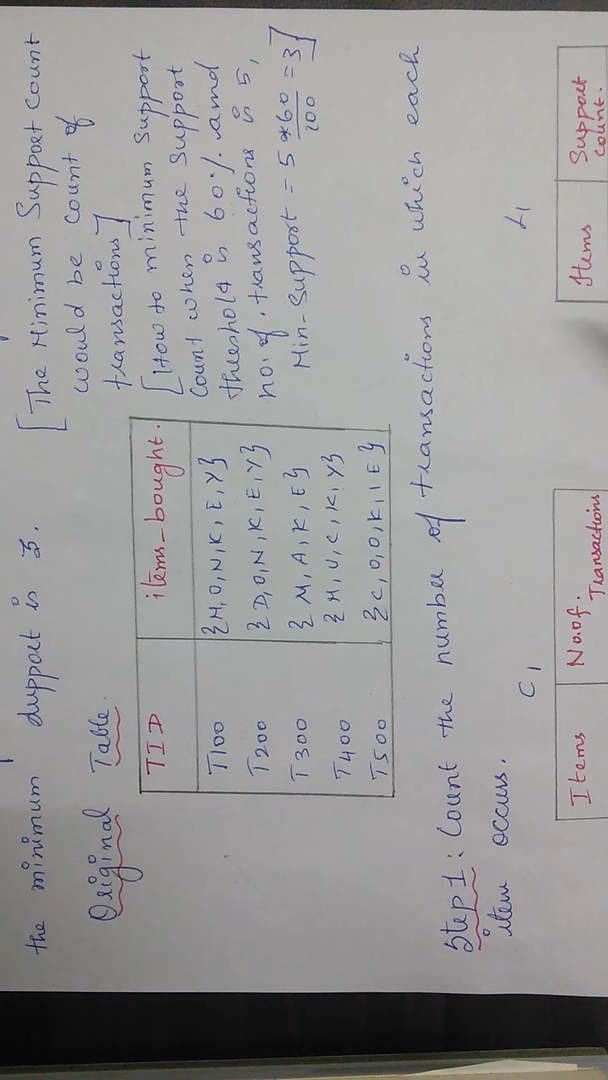 the minimum support is 3.
[The Minimum Support Count
would be count of
transactions]
[How to minimum Support
Count when the Support
threshold is 60% and
no. of. transactions is 5,
Min-Support = 5*60/100 = 3]
Original Table.
TID items-bought.
T100 {M,O,N,K,E,Y}
T200 {D,O,N,K,E,Y}
T300 {M,A,K,E}
T400 {M,U,C,K,Y}
T500 {C,O,O,K,I,E}
Step1: Count the number of transactions in which each
item occurs.
C1
Items No.of. Transactions
L1
Items Support Count.